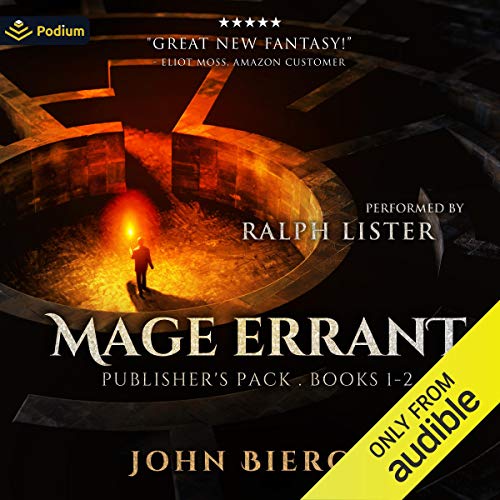 Podium
"GREAT NEW FANTASY!"
- ELIOT MOSS, AMAZON CUSTOMER
PERFORMED BY
RALPH LISTER
MAGE ERRANT
PUBLISHER'S PACK . BOOKS 1-2
JOHN BIERC
ONLY FROM
audible